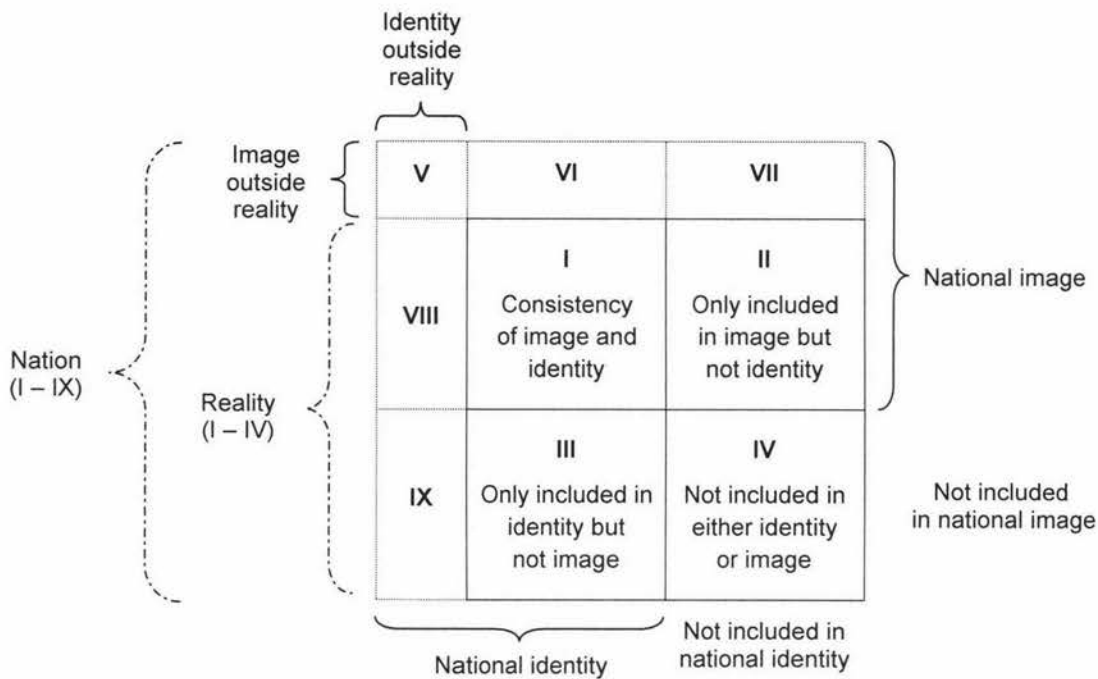 Identity
outside
reality
Image
outside
reality
V
VI
VII
VIII
I
Consistency
of image and
identity
II
Only included
in image but
not identity
National image
Nation
(I – IX)
Reality
(I – IV)
IX
III
Only included in
identity but
not image
IV
Not included in
either identity
or image
Not included
in national image
National identity
Not included in
national identity